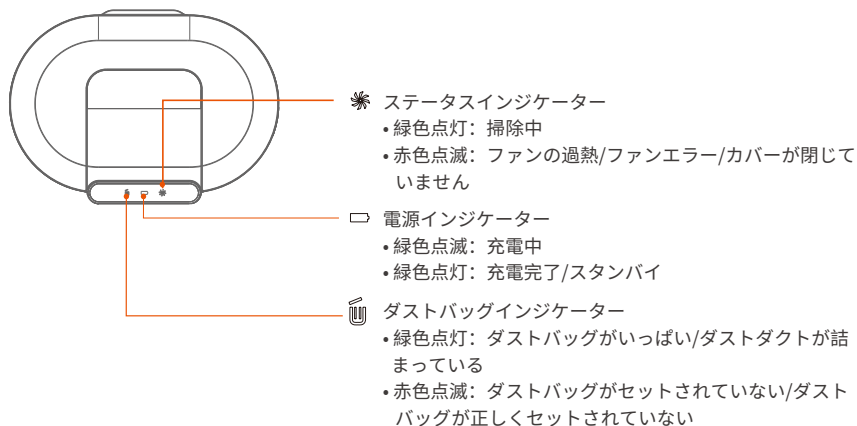 ステータスインジケーター
• 緑色点灯：掃除中
• 赤色点滅：ファンの過熱/ファンエラー/カバーが閉じて
いません
電源インジケーター
• 緑色点滅：充電中
• 緑色点灯：充電完了/スタンバイ
ダストバッグインジケーター
• 緑色点灯：ダストバッグがいっぱい/ダストダクトが詰
まっている
• 赤色点滅：ダストバッグがセットされていない/ダスト
バッグが正しくセットされていない